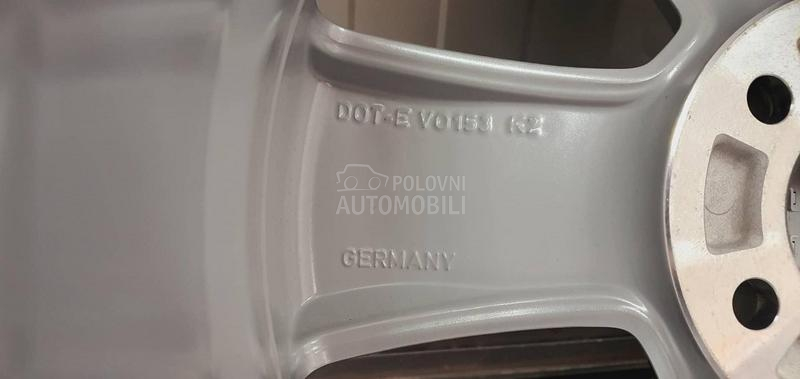 DOT-E V0153 K2
POLOVNI
AUTOMOBILI
GERMANY